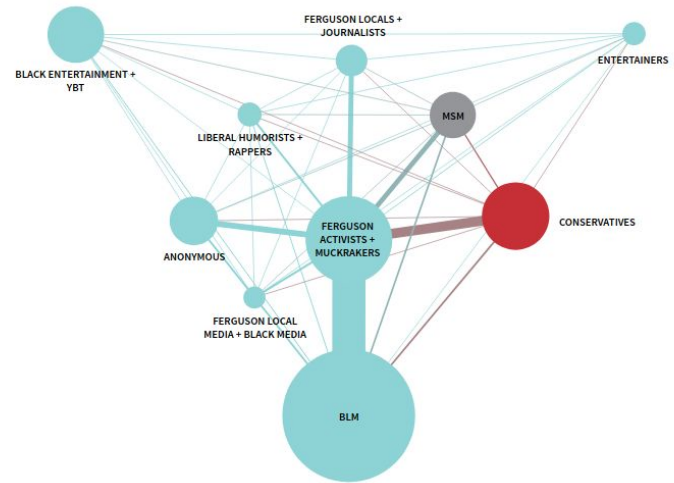 FERGUSON LOCALS +
JOURNALISTS
ENTERTAINERS
BLACK ENTERTAINMENT +
YBT
MSM
LIBERAL HUMORISTS +
RAPPERS
CONSERVATIVES
FERGUSON
ACTIVISTS +
MUCKRAKERS
ANONYMOUS
FERGUSON LOCAL
MEDIA + BLACK MEDIA
BLM